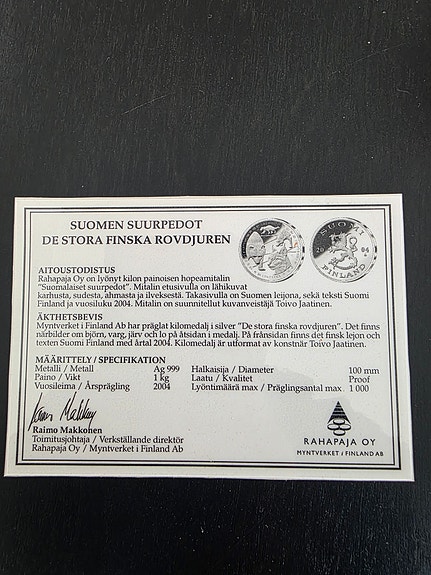 SUOMEN SUURPEDOT
DE STORA FINSKA ROVDJUREN
SUOMI
20 04
FINLAND
AITOUSTODISTUS
Rahapaja Oy on lyönyt kilon painoisen hopeamitalin
"Suomalaiset suurpedot". Mitalin etusivulla on lähikuvat
karhusta, sudesta, ahmasta ja ilveksestä. Takasivulla on Suomen leijona, sekä teksti Suomi
Finland ja vuosiluku 2004. Mitalin on suunnitellut kuvanveistäjä Toivo Jaatinen.
ÄKTHETSBEVIS
Myntverket i Finland Ab har präglat kilomedalj i silver "De stora finska rovdjuren". Det finns
närbilder om björn, varg, järv och lo på åtsidan i medalj. På frånsidan finns det finsk lejon och
texten Suomi Finland med årtal 2004. Kilomedalj är utformat av konstnär Toivo Jaatinen.
MÄÄRITTELY / SPECIFIKATION
Metalli / Metall Ag 999 Halkaisija / Diameter 100 mm
Paino / Vikt 1 kg Laatu / Kvalitet Proof
Vuosileima / Årsprägling 2004 Lyöntimäärä max / Präglingsantal max 1 000
Raimo Makkonen
Toimitusjohtaja / Verkställande direktör
Rahapaja Oy / Myntverket i Finland Ab
RAHAPAJA OY
MYNTVERKET I FINLAND AB